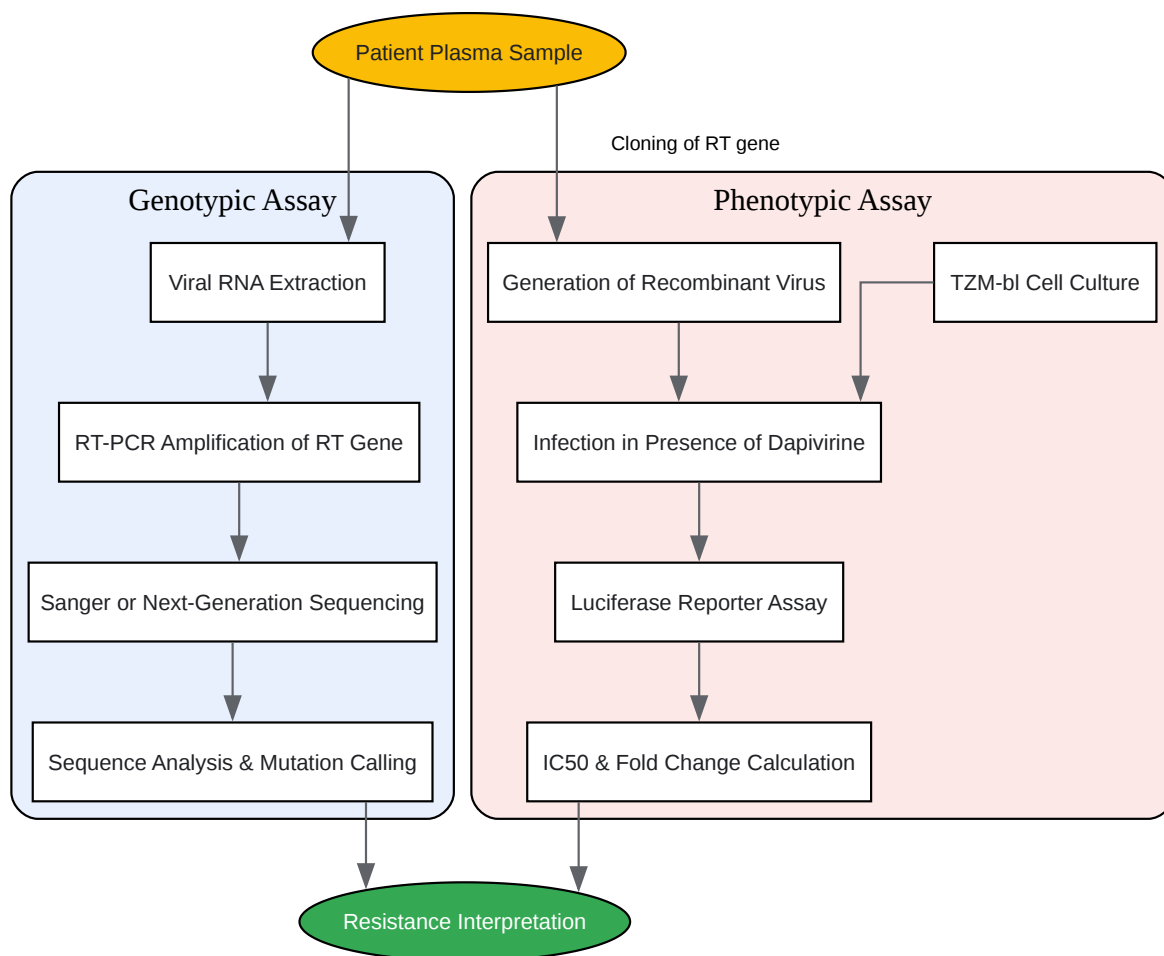 Patient Plasma Sample
Cloning of RT gene
Genotypic Assay
Viral RNA Extraction
RT-PCR Amplification of RT Gene
Sanger or Next-Generation Sequencing
Sequence Analysis & Mutation Calling
Phenotypic Assay
Generation of Recombinant Virus
TZM-bl Cell Culture
Infection in Presence of Dapivirine
Luciferase Reporter Assay
IC50 & Fold Change Calculation
Resistance Interpretation